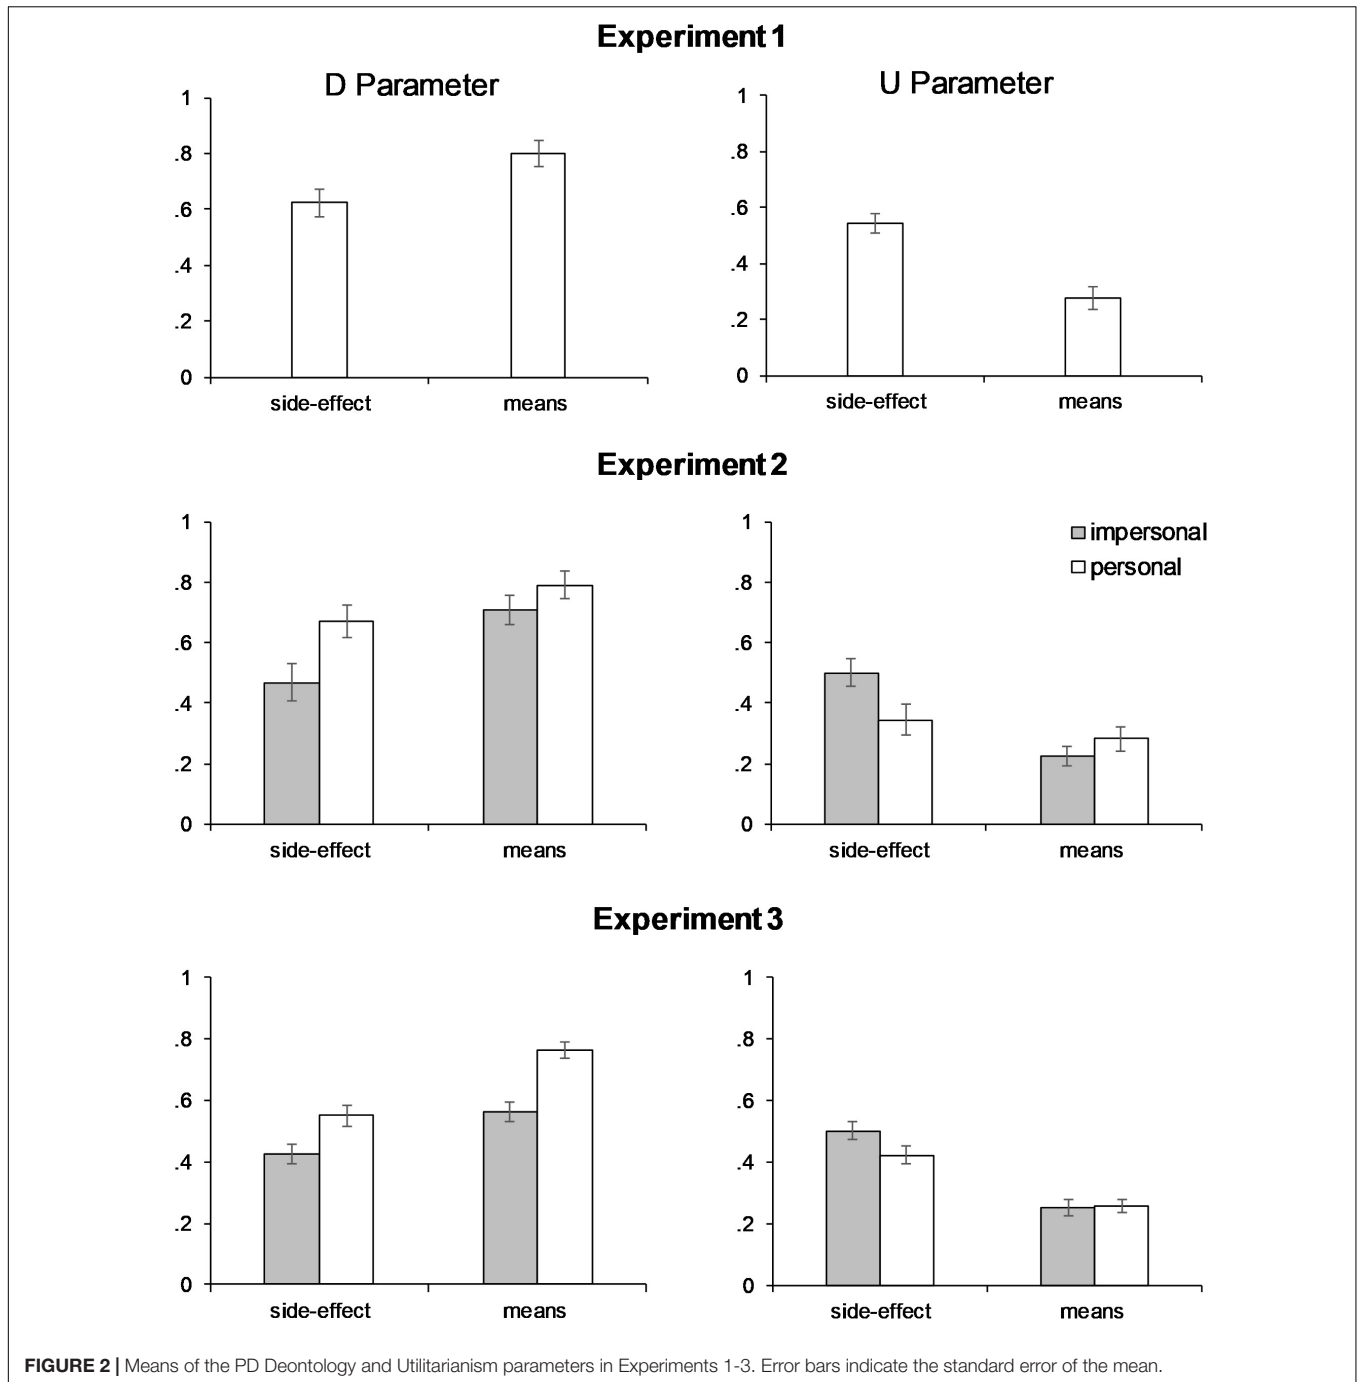 Experiment 1
D Parameter
U Parameter
1
.8
.6
.4
.2
0
side-effect means
1
.8
.6
.4
.2
0
side-effect means
Experiment 2
1
.8
.6
.4
.2
0
side-effect means
1
.8
.6
.4
.2
0
side-effect means
impersonal
personal
Experiment 3
1
.8
.6
.4
.2
0
side-effect means
1
.8
.6
.4
.2
0
side-effect means
FIGURE 2 | Means of the PD Deontology and Utilitarianism parameters in Experiments 1-3. Error bars indicate the standard error of the mean.